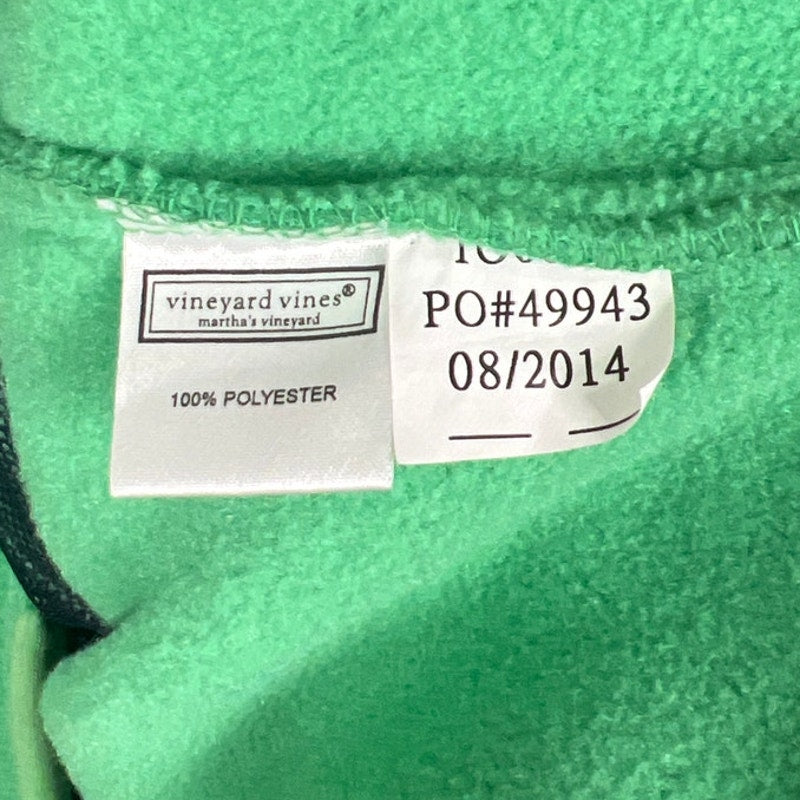 vineyard vines®
martha's vineyard
100% POLYESTER
PO#49943
08/2014